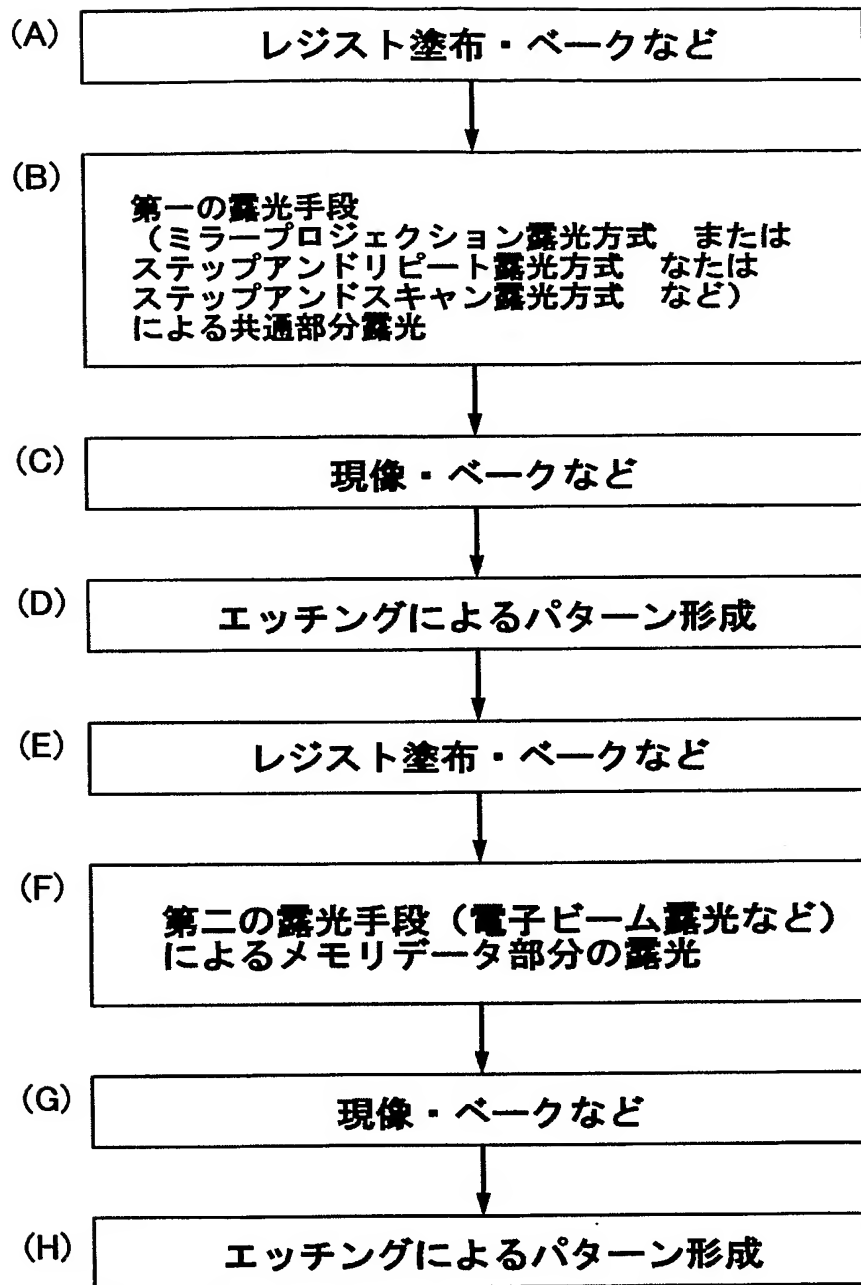 (A) レジスト塗布・ベークなど
(B)
第一の露光手段
（ミラープロジェクション露光方式　または
ステップアンドリピート露光方式　なたは
ステップアンドスキャン露光方式　など）
による共通部分露光
(C) 現像・ベークなど
(D) エッチングによるパターン形成
(E) レジスト塗布・ベークなど
(F)
第二の露光手段（電子ビーム露光など）
によるメモリデータ部分の露光
(G) 現像・ベークなど
(H) エッチングによるパターン形成